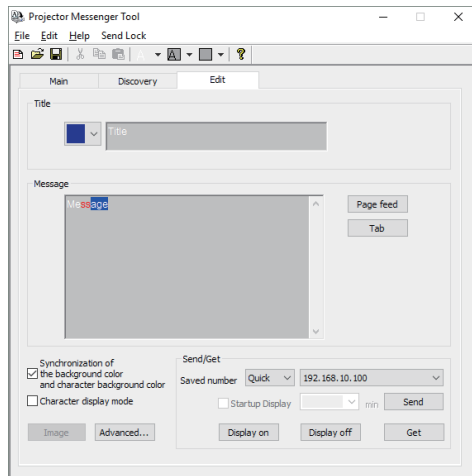 Projector Messenger Tool
File Edit Help Send Lock
A A
Main Discovery Edit
Title
Title
Message
Message
Page feed
Tab
Synchronization of
the background color
and character background color
Character display mode
Image Advanced...
Send/Get
Saved number Quick 192.168.10.100
Startup Display min Send
Display on Display off Get